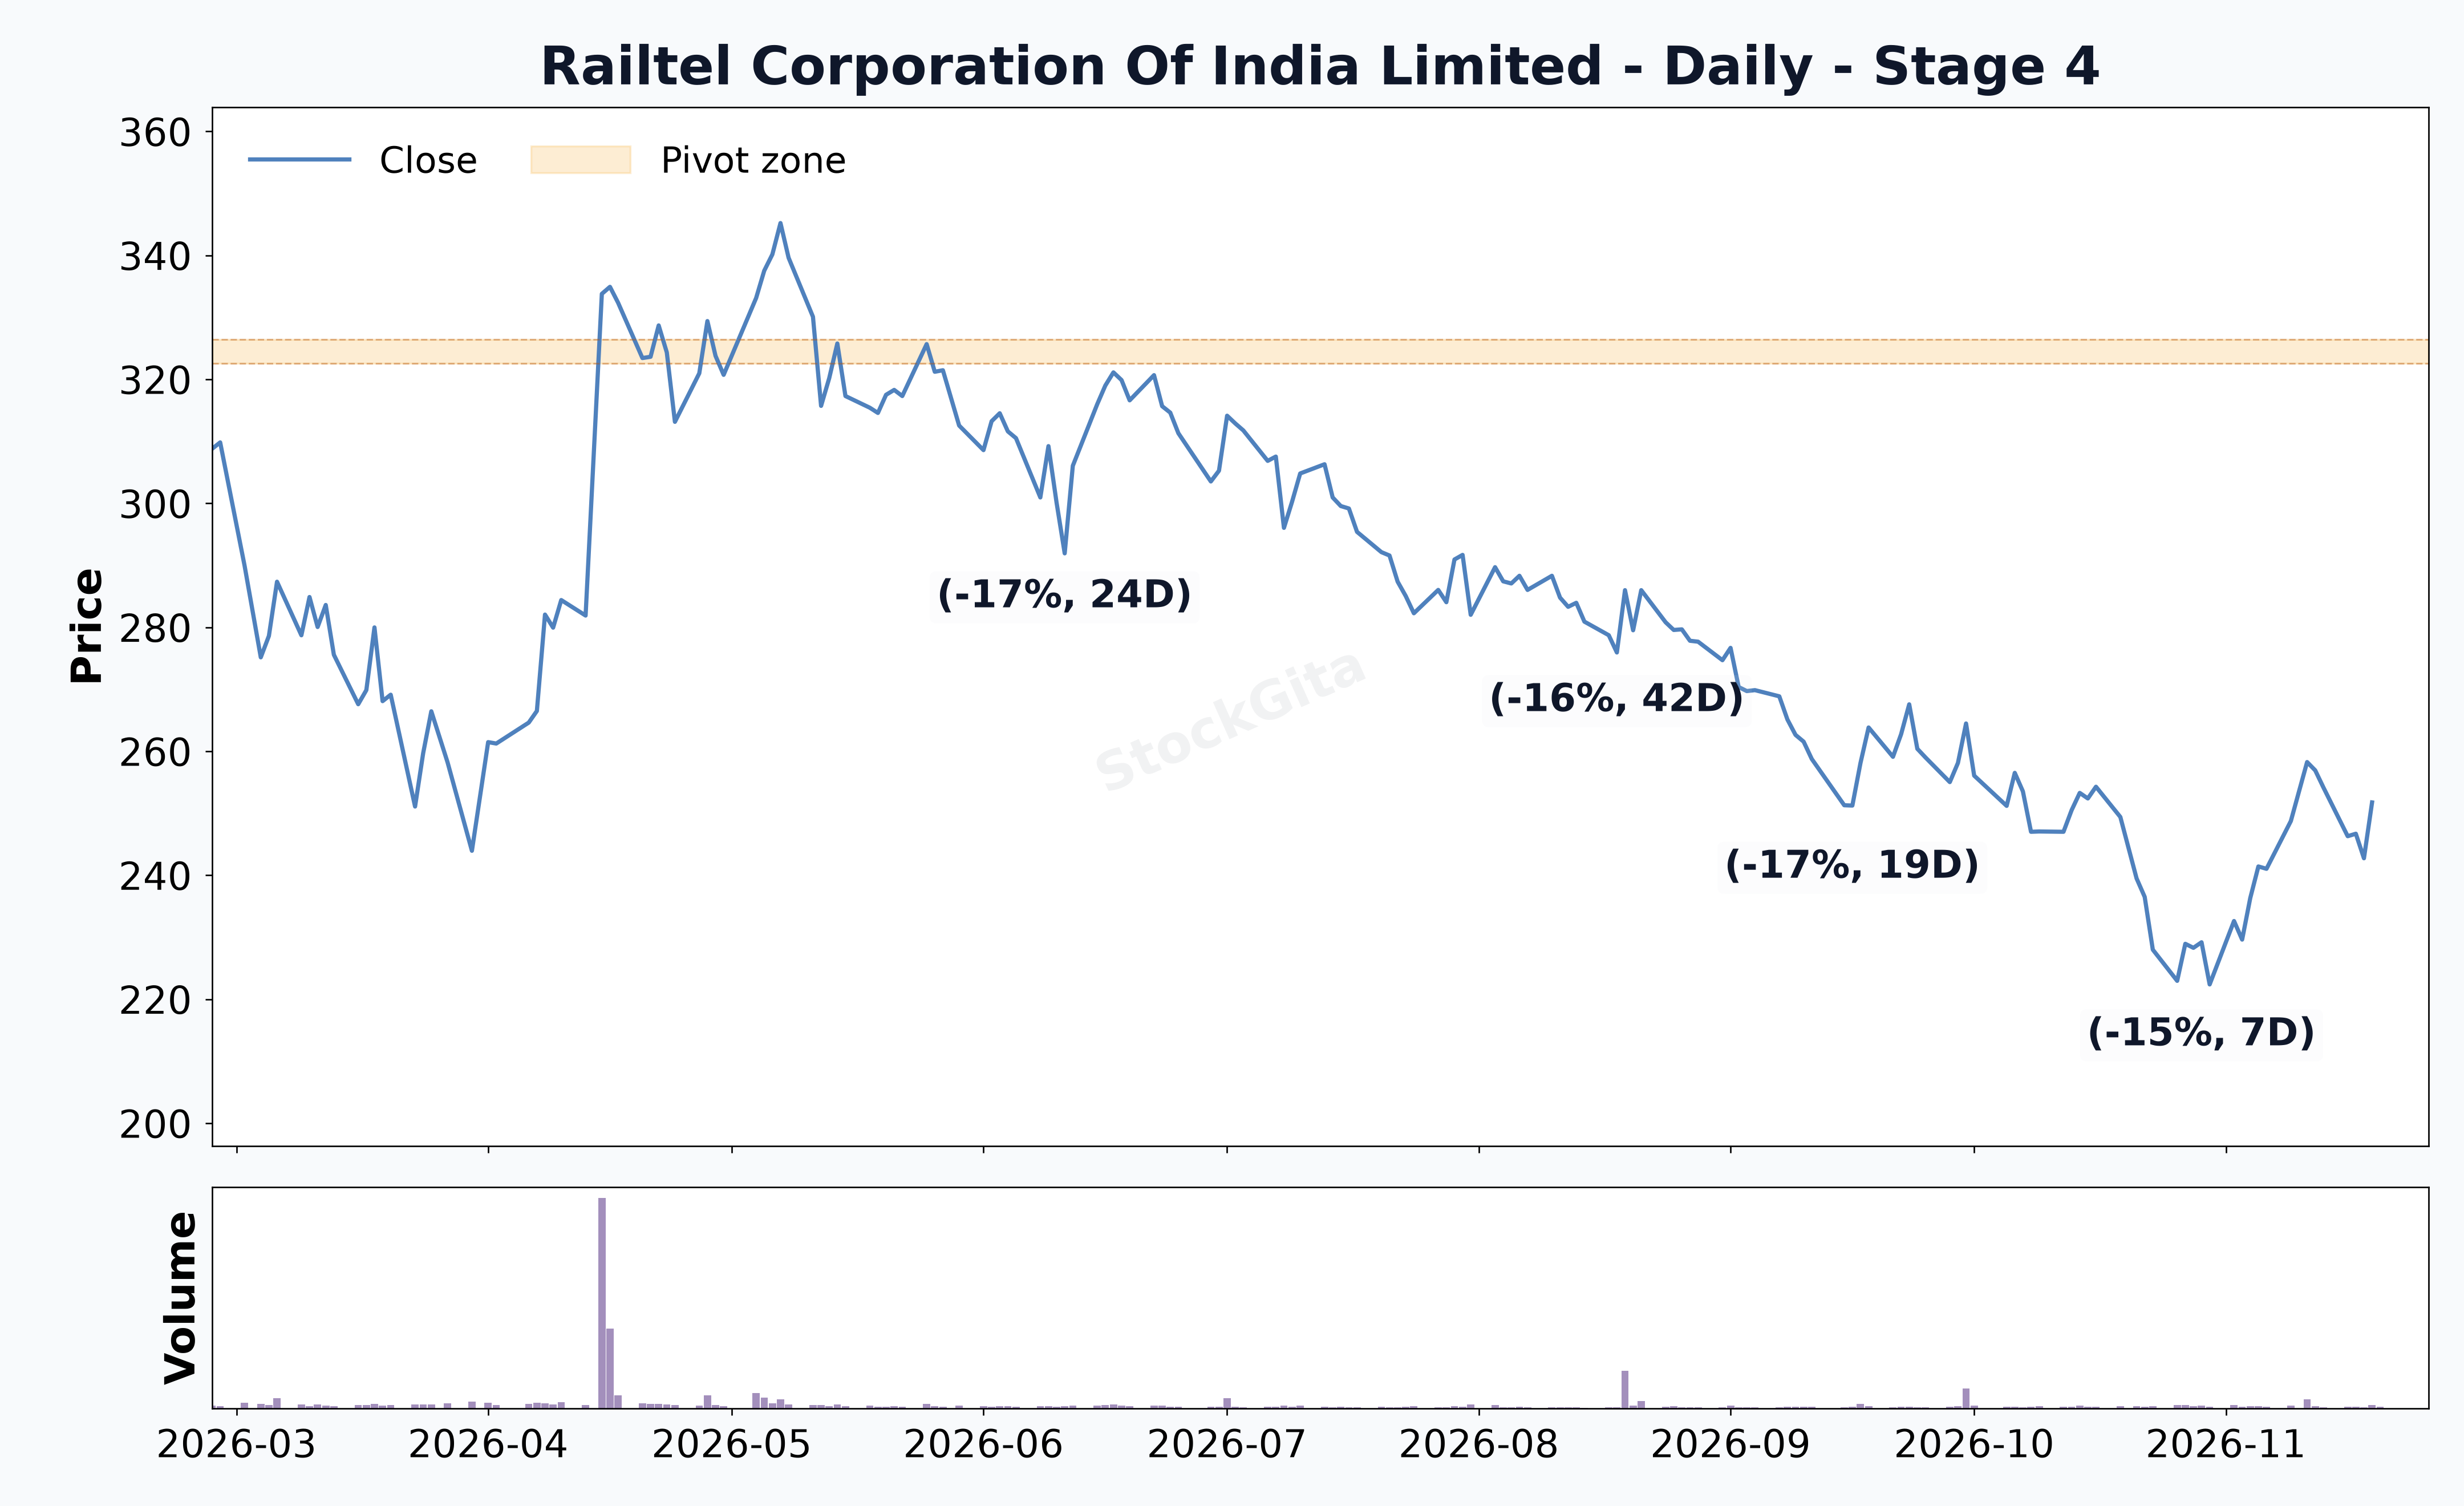 Railtel Corporation Of India Limited - Daily - Stage 4
Close
Pivot zone
360
340
320
300
280
260
240
220
200
Price
(-17%, 24D)
(-16%, 42D)
(-17%, 19D)
(-15%, 7D)
StockGita
Volume
2026-03
2026-04
2026-05
2026-06
2026-07
2026-08
2026-09
2026-10
2026-11